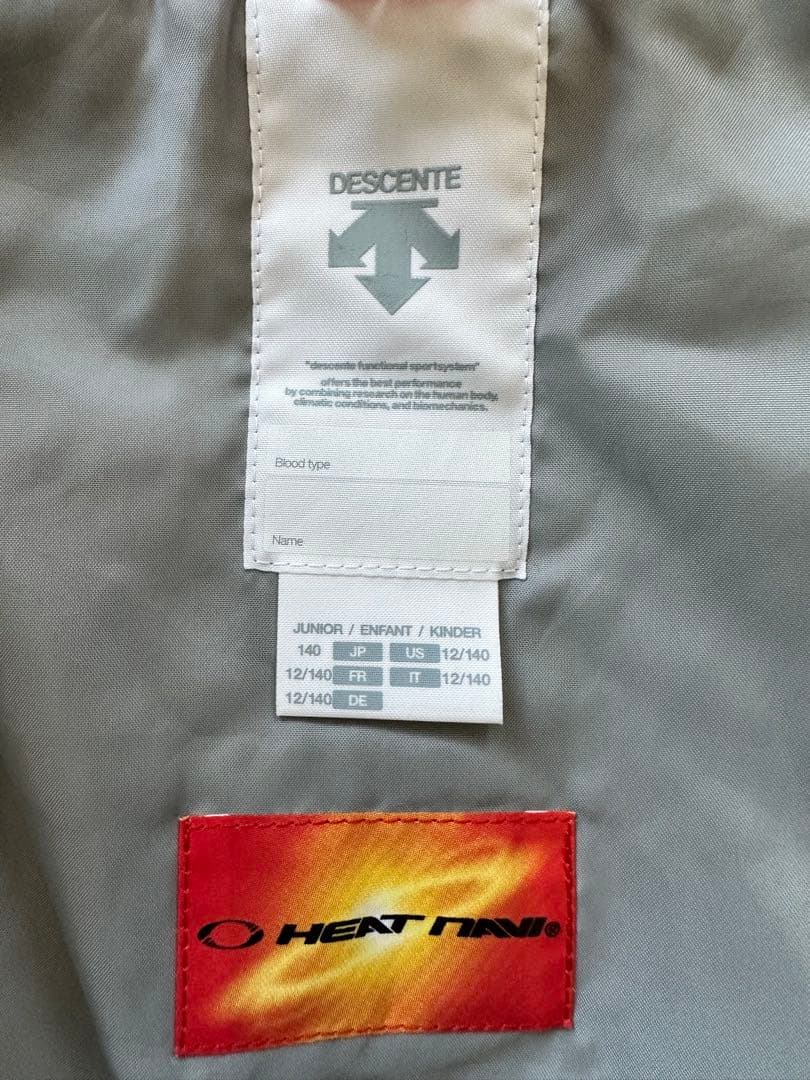 DESCENTE
"descente functional sportsystem"
offers the best performance
by combining research on the human body,
climatic conditions, and biomechanics.
Blood type
Name
JUNIOR / ENFANT / KINDER
140 JP US 12/140
12/140 FR IT 12/140
12/140 DE
HEAT NAVI®